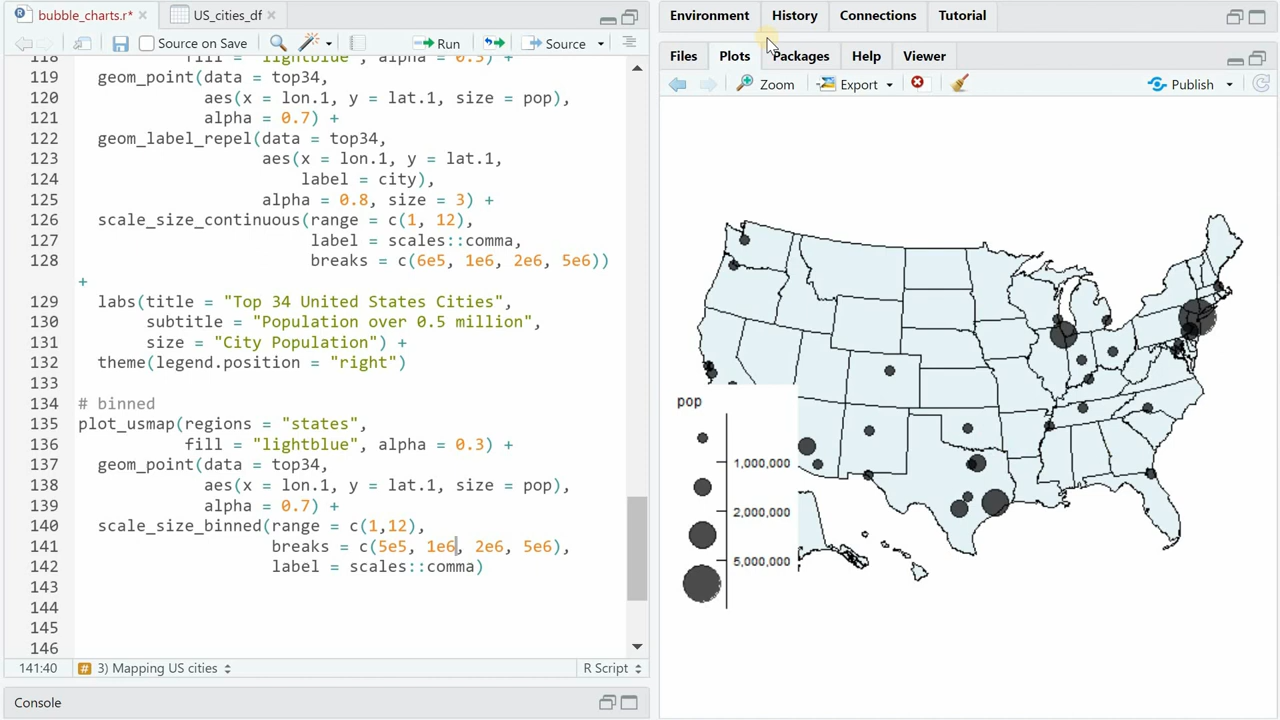 bubble_charts.r*
US_cities_df
Source on Save
Run
Source
118 fill = "lightblue", alpha = 0.3) +
119 geom_point(data = top34,
120 aes(x = lon.1, y = lat.1, size = pop),
121 alpha = 0.7) +
122 geom_label_repel(data = top34,
123 aes(x = lon.1, y = lat.1,
124 label = city),
125 alpha = 0.8, size = 3) +
126 scale_size_continuous(range = c(1, 12),
127 label = scales::comma,
128 breaks = c(6e5, 1e6, 2e6, 5e6))
+
129 labs(title = "Top 34 United States Cities",
130 subtitle = "Population over 0.5 million",
131 size = "City Population") +
132 theme(legend.position = "right")
133
134 # binned
135 plot_usmap(regions = "states",
136 fill = "lightblue", alpha = 0.3) +
137 geom_point(data = top34,
138 aes(x = lon.1, y = lat.1, size = pop),
139 alpha = 0.7) +
140 scale_size_binned(range = c(1,12),
141 breaks = c(5e5, 1e6, 2e6, 5e6),
142 label = scales::comma)
143
144
145
146
141:40
3) Mapping US cities
R Script
Console
Environment
History
Connections
Tutorial
Files
Plots
Packages
Help
Viewer
Zoom
Export
Publish
pop
1,000,000
2,000,000
5,000,000